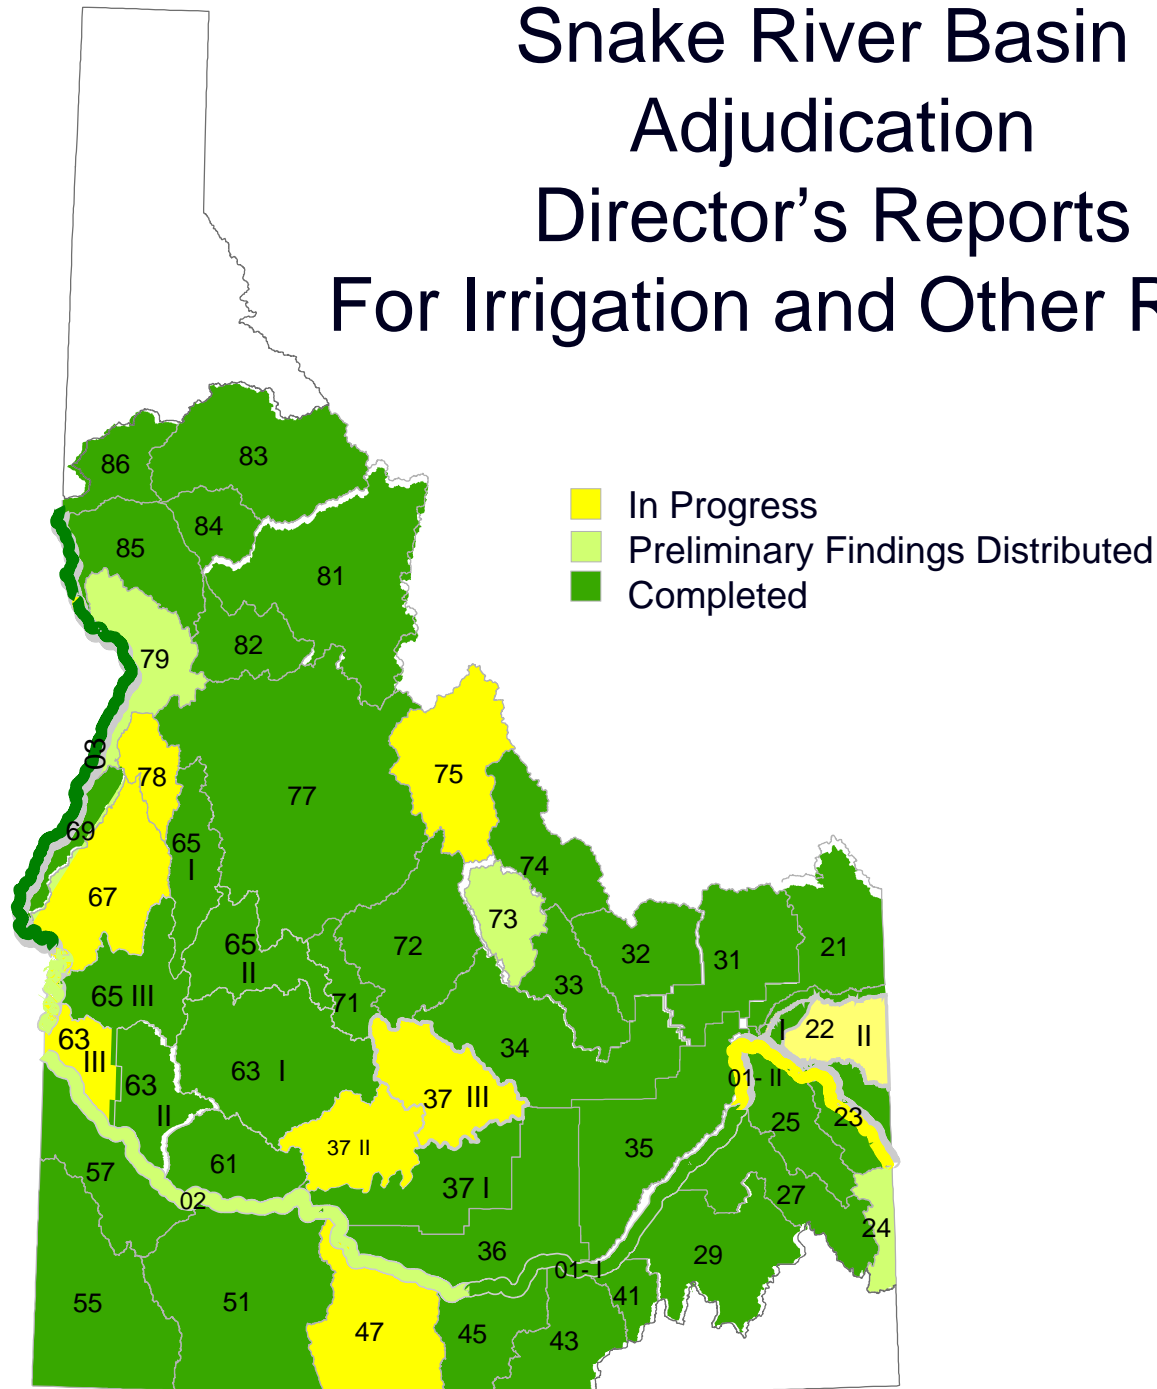 Snake River Basin
Adjudication
Director’s Reports
For Irrigation and Other R
In Progress
Preliminary Findings Distributed
Completed
86
83
84
85
81
82
79
03
78
75
77
69
65
I
74
67
73
65
II
72
32
31
21
33
65 III
71
22
II
I
63
III
34
63 I
63
II
37 III
01- II
25
23
37 II
35
61
57
37 I
27
02
24
36
29
01- I
55
51
41
47
45
43